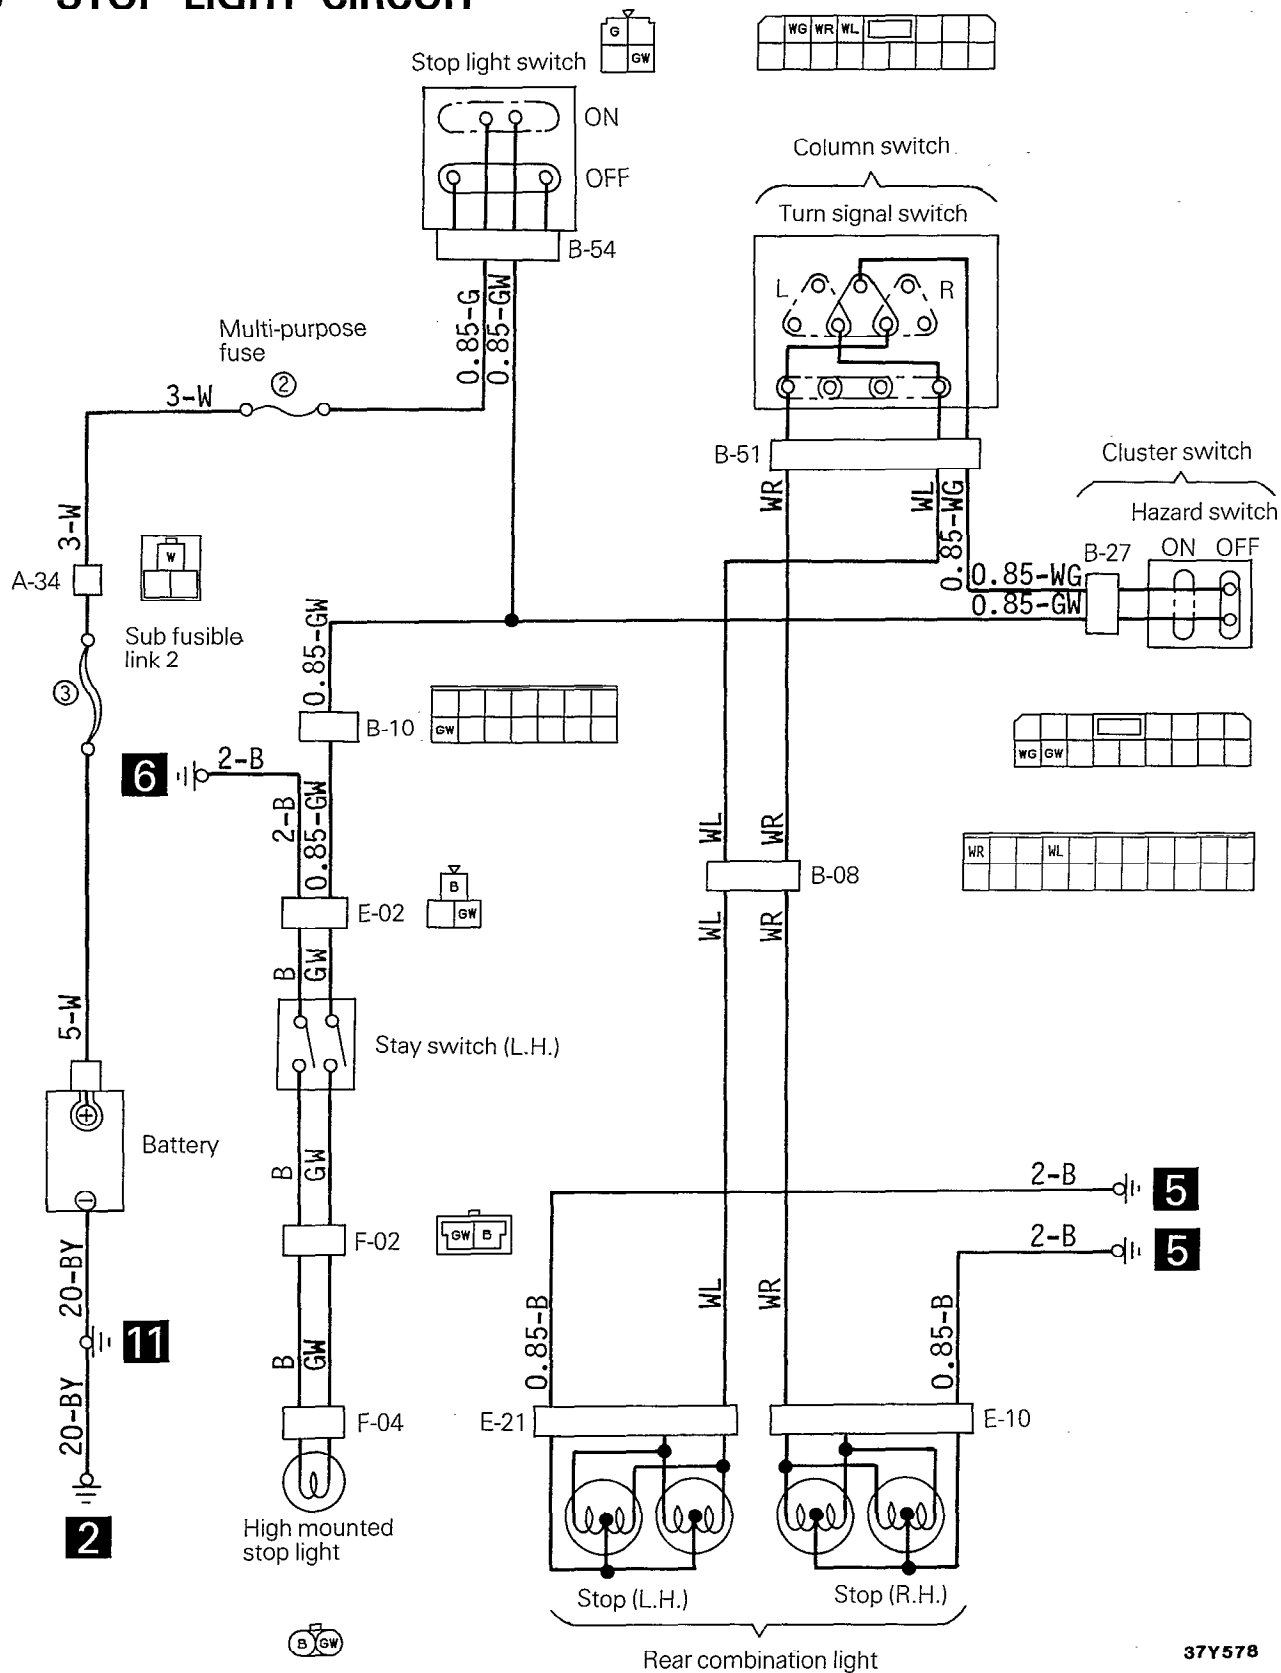 STOP LIGHT CIRCUIT
G
GW
WG WR WL
Stop light switch
ON
OFF
B-54
Column switch
Turn signal switch
L
R
0.85-G
0.85-GW
Multi-purpose
fuse
2
3-W
B-51
WR
WL
0.85-WG
Cluster switch
Hazard switch
B-27
ON OFF
0.85-WG
0.85-GW
3-W
W
A-34
Sub fusible
link 2
3
0.85-GW
B-10
GW
WG GW
6
2-B
2-B
0.85-GW
WL
WR
WR
WL
B-08
E-02
B
GW
WL
WR
B
GW
5-W
Stay switch (L.H.)
Battery
+
−
B
GW
2-B
5
2-B
5
F-02
GW B
20-BY
11
0.85-B
WL
WR
0.85-B
B
GW
20-BY
F-04
E-21
E-10
2
High mounted
stop light
Stop (L.H.)
Stop (R.H.)
B GW
Rear combination light
37Y578